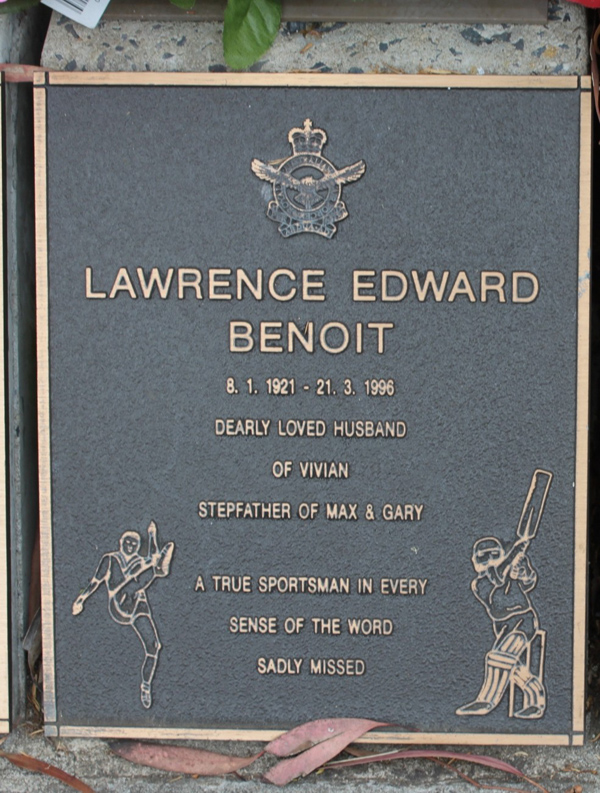 LAWRENCE EDWARD
BENOIT
8. 1. 1921 - 21. 3. 1996
DEARLY LOVED HUSBAND
OF VIVIAN
STEPFATHER OF MAX & GARY
A TRUE SPORTSMAN IN EVERY
SENSE OF THE WORD
SADLY MISSED